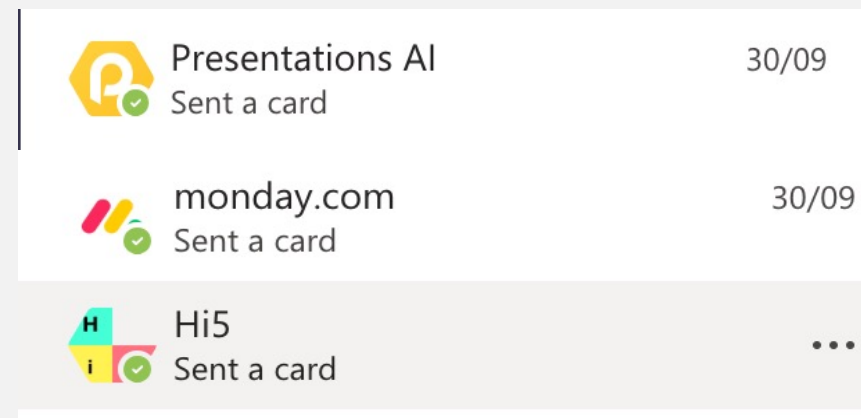 Presentations AI 30/09
Sent a card
monday.com 30/09
Sent a card
H
Hi5
i
Sent a card